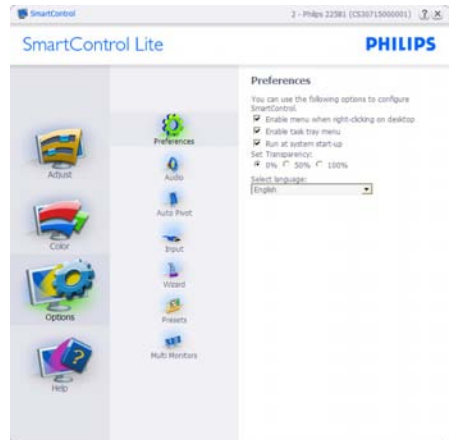 SmartControl
2 - Philips 225B1 (CS30715000001)
SmartControl Lite
PHILIPS
Adjust
Color
Options
Help
Preferences
Audio
Auto Pivot
Input
Wizard
Presets
Multi Monitors
Preferences
You can use the following options to configure
SmartControl.
Enable menu when right-clicking on desktop
Enable task tray menu
Run at system start-up
Set Transparency:
0% 50% 100%
Select language:
English